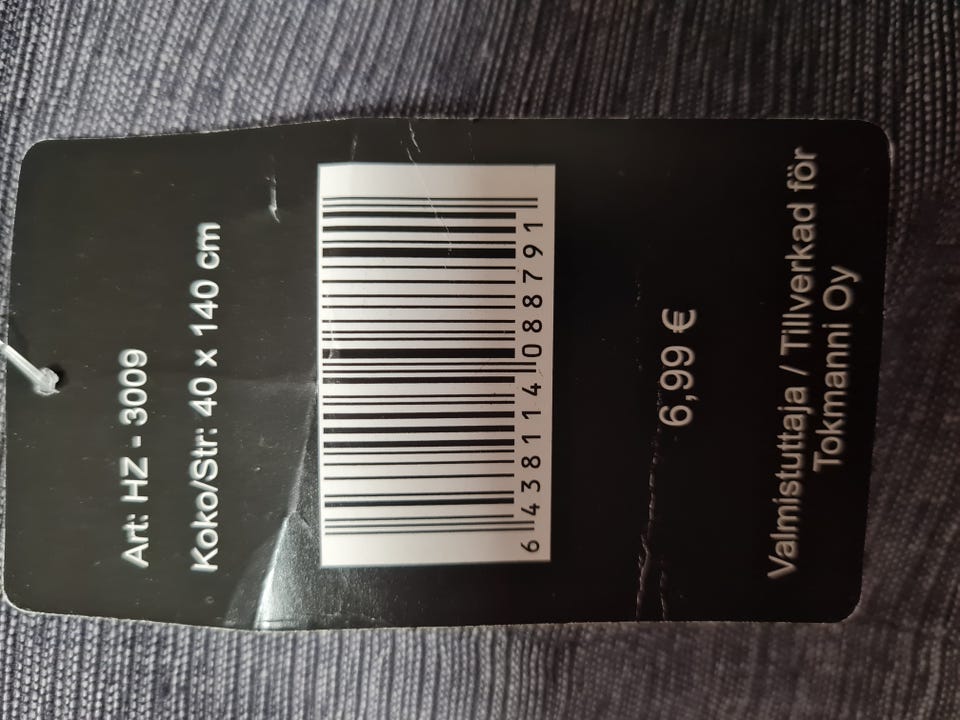 Art: HZ - 3009
Koko/Str: 40 x 140 cm
6 438114 088791
6,99 €
Valmistuttaja / Tillverkad för
Tokmanni Oy